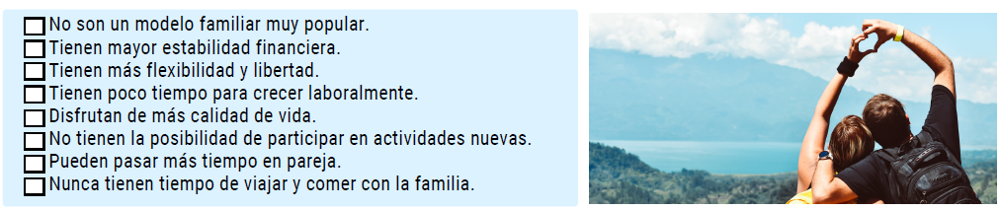 No son un modelo familiar muy popular.
Tienen mayor estabilidad financiera.
Tienen más flexibilidad y libertad.
Tienen poco tiempo para crecer laboralmente.
Disfrutan de más calidad de vida.
No tienen la posibilidad de participar en actividades nuevas.
Pueden pasar más tiempo en pareja.
Nunca tienen tiempo de viajar y comer con la familia.